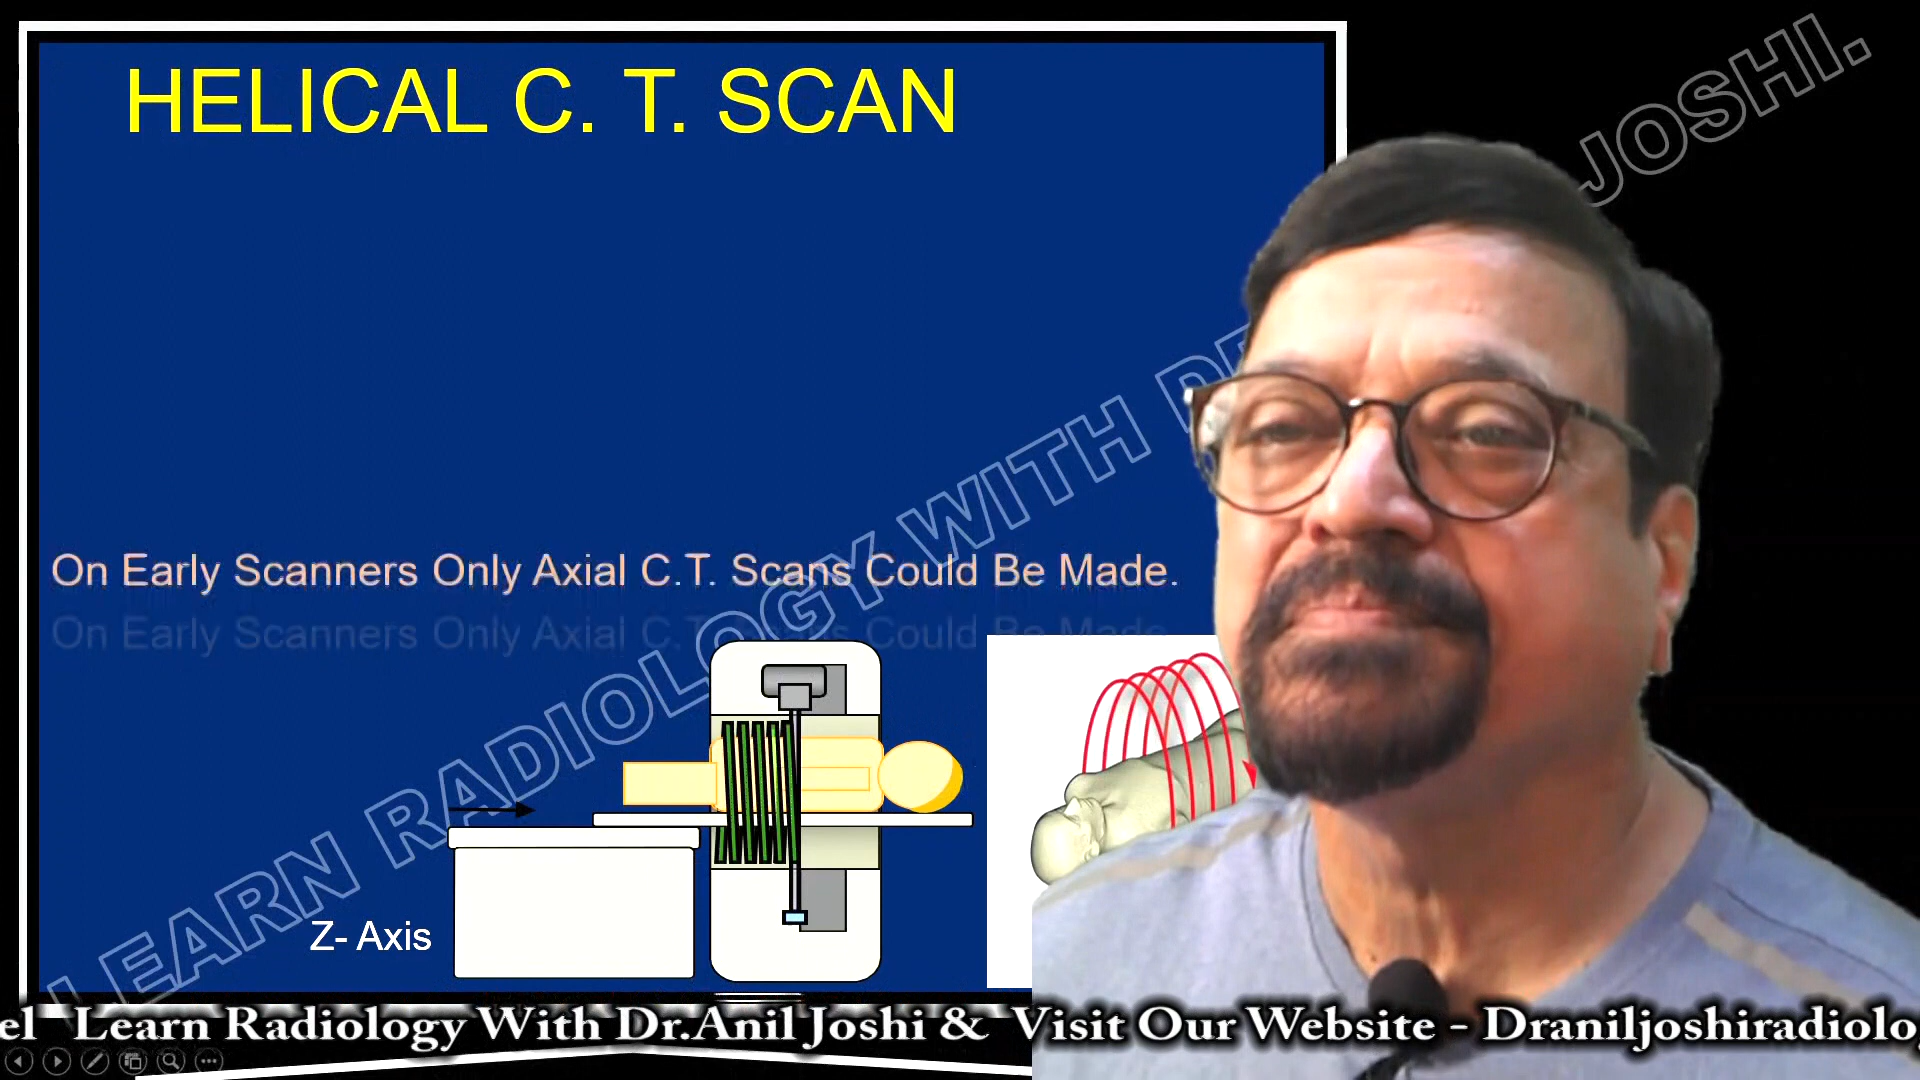 HELICAL C. T. SCAN
JOSHI.
LEARN RADIOLOGY WITH
On Early Scanners Only Axial C.T. Scans Could Be Made.
Z- Axis
Learn Radiology With Dr.Anil Joshi & Visit Our Website - Draniljoshiradiolo